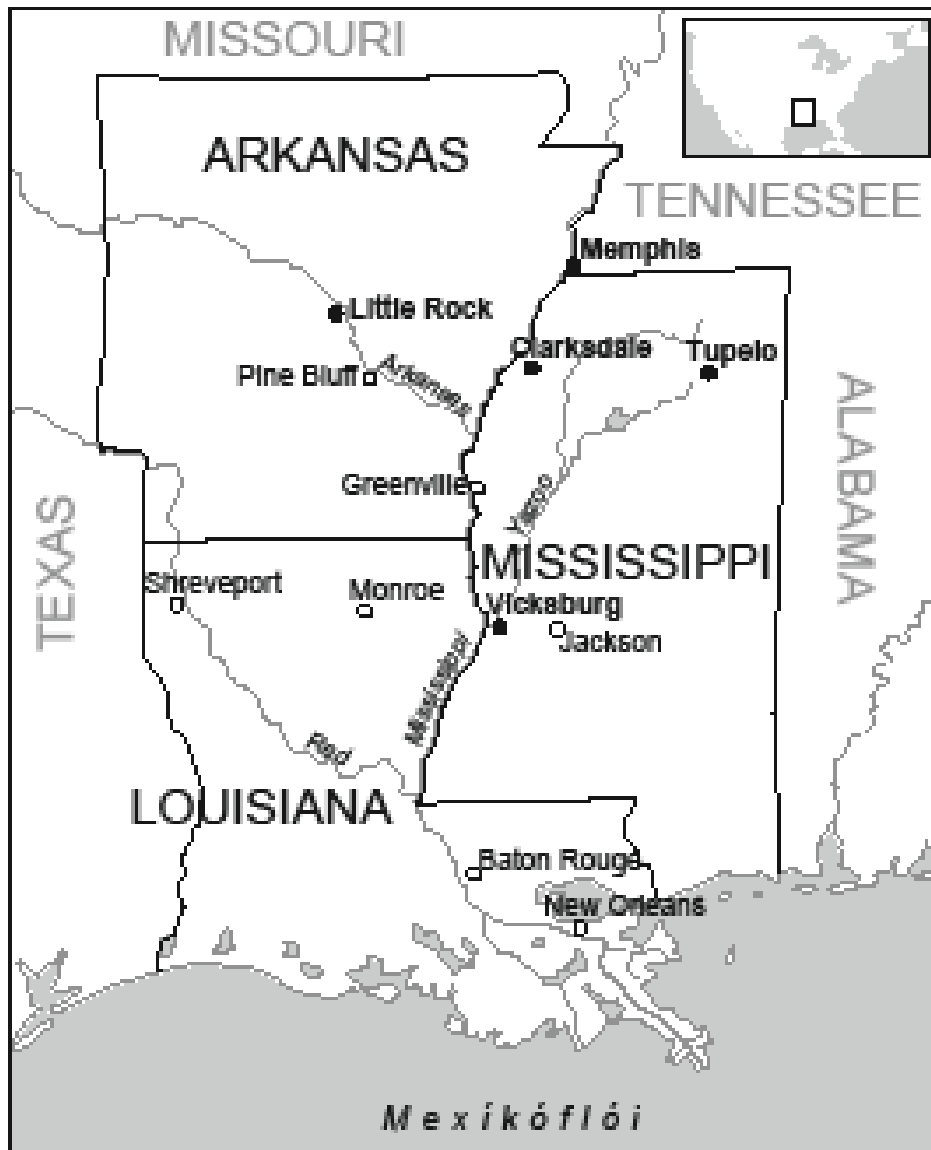 MISSOURI
ARKANSAS
TENNESSEE
Memphis
Little Rock
Clarksdale
Tupelo
Pine Bluff
Arkansas
ALABAMA
Greenville
Yazoo
TEXAS
MISSISSIPPI
Shreveport
Monroe
Vicksburg
Jackson
Mississippi
Red
LOUISIANA
Baton Rouge
New Orleans
Mexíkóflói